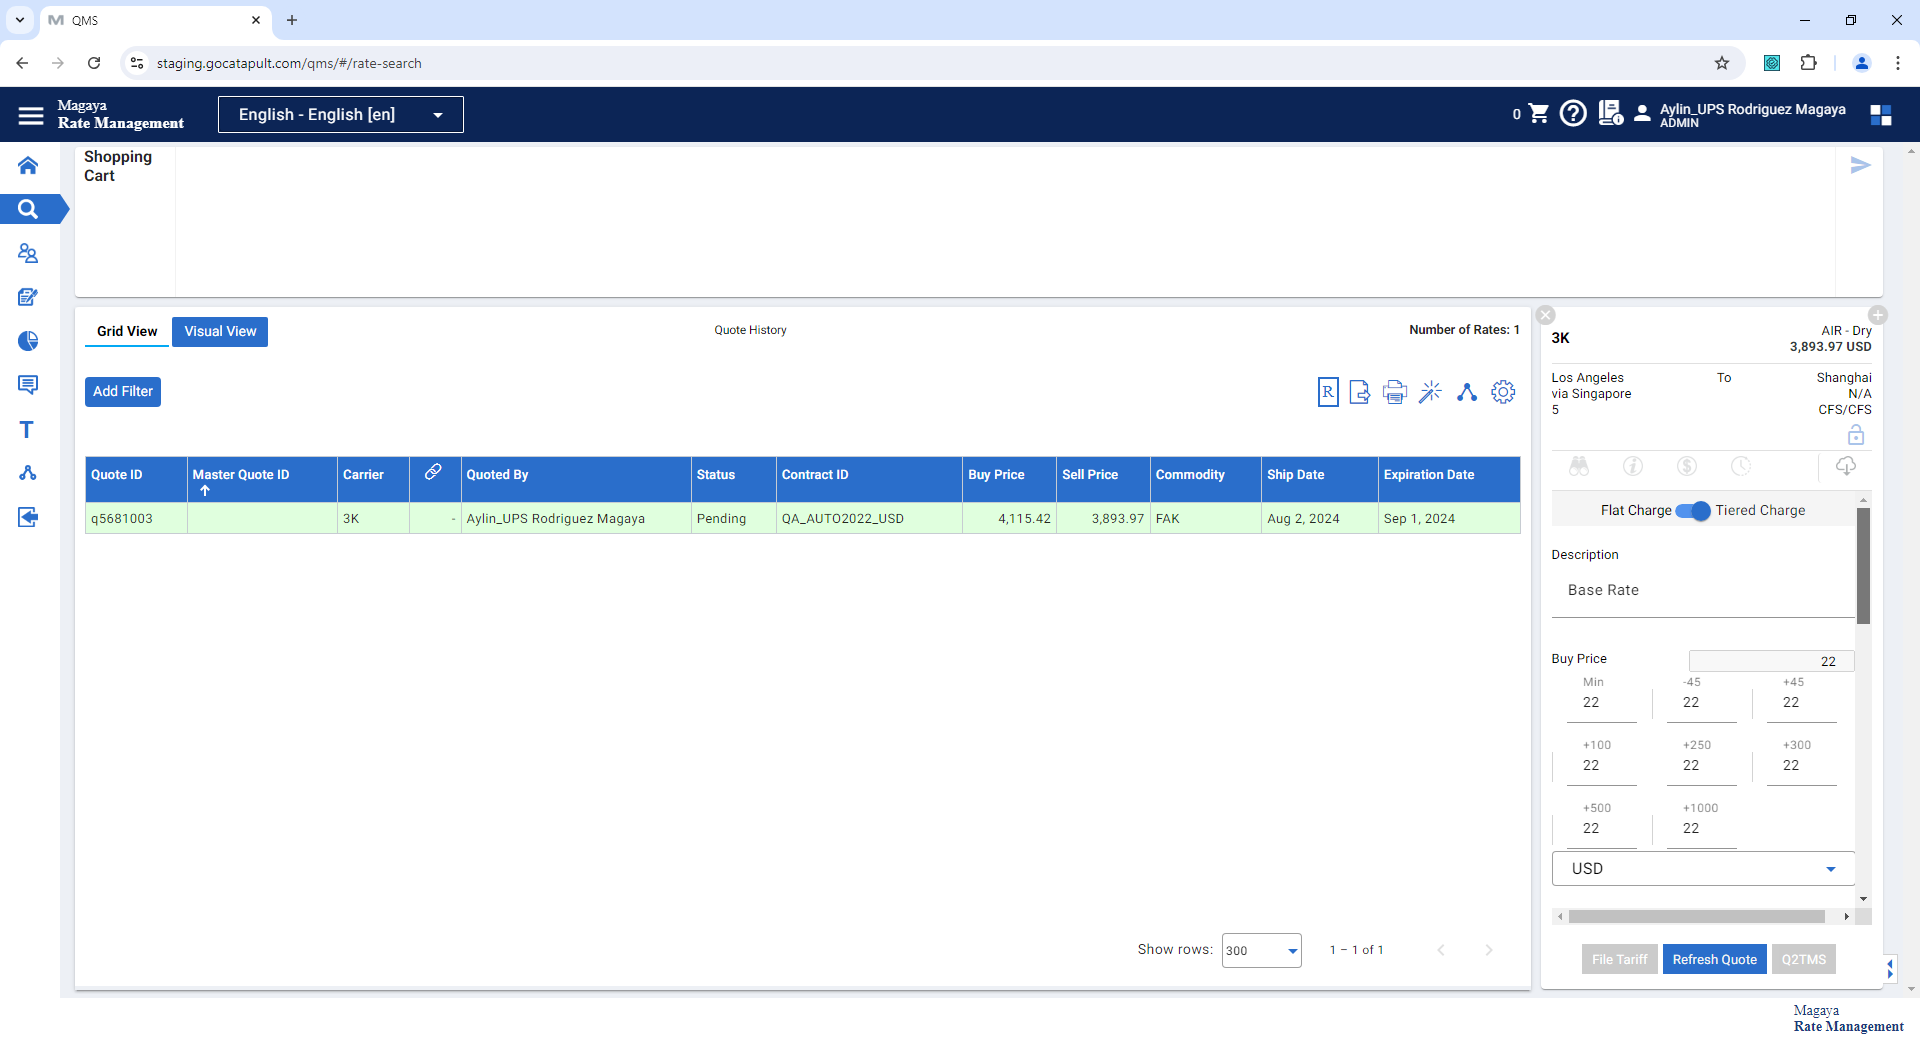 QMS
staging.gocatapult.com/qms/#/rate-search
Magaya
Rate Management
English - English [en]
0
Aylin_UPS Rodriguez Magaya
ADMIN
Shopping
Cart
Grid View
Visual View
Quote History
Number of Rates: 1
Add Filter
R
Quote ID
Master Quote ID
Carrier
Quoted By
Status
Contract ID
Buy Price
Sell Price
Commodity
Ship Date
Expiration Date
q5681003
3K
-
Aylin_UPS Rodriguez Magaya
Pending
QA_AUTO2022_USD
4,115.42
3,893.97
FAK
Aug 2, 2024
Sep 1, 2024
Show rows:
300
1 – 1 of 1
3K
AIR - Dry
3,893.97 USD
Los Angeles
To
Shanghai
via Singapore
N/A
5
CFS/CFS
Flat Charge
Tiered Charge
Description
Base Rate
Buy Price
22
Min
-45
+45
22
22
22
+100
+250
+300
22
22
22
+500
+1000
22
22
USD
File Tariff
Refresh Quote
Q2TMS
Magaya
Rate Management